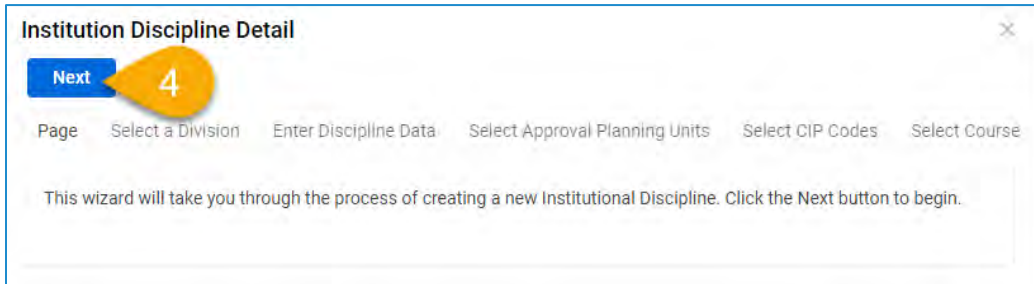 Institution Discipline Detail
Next
4
Page Select a Division Enter Discipline Data Select Approval Planning Units Select CIP Codes Select Course
This wizard will take you through the process of creating a new Institutional Discipline. Click the Next button to begin.